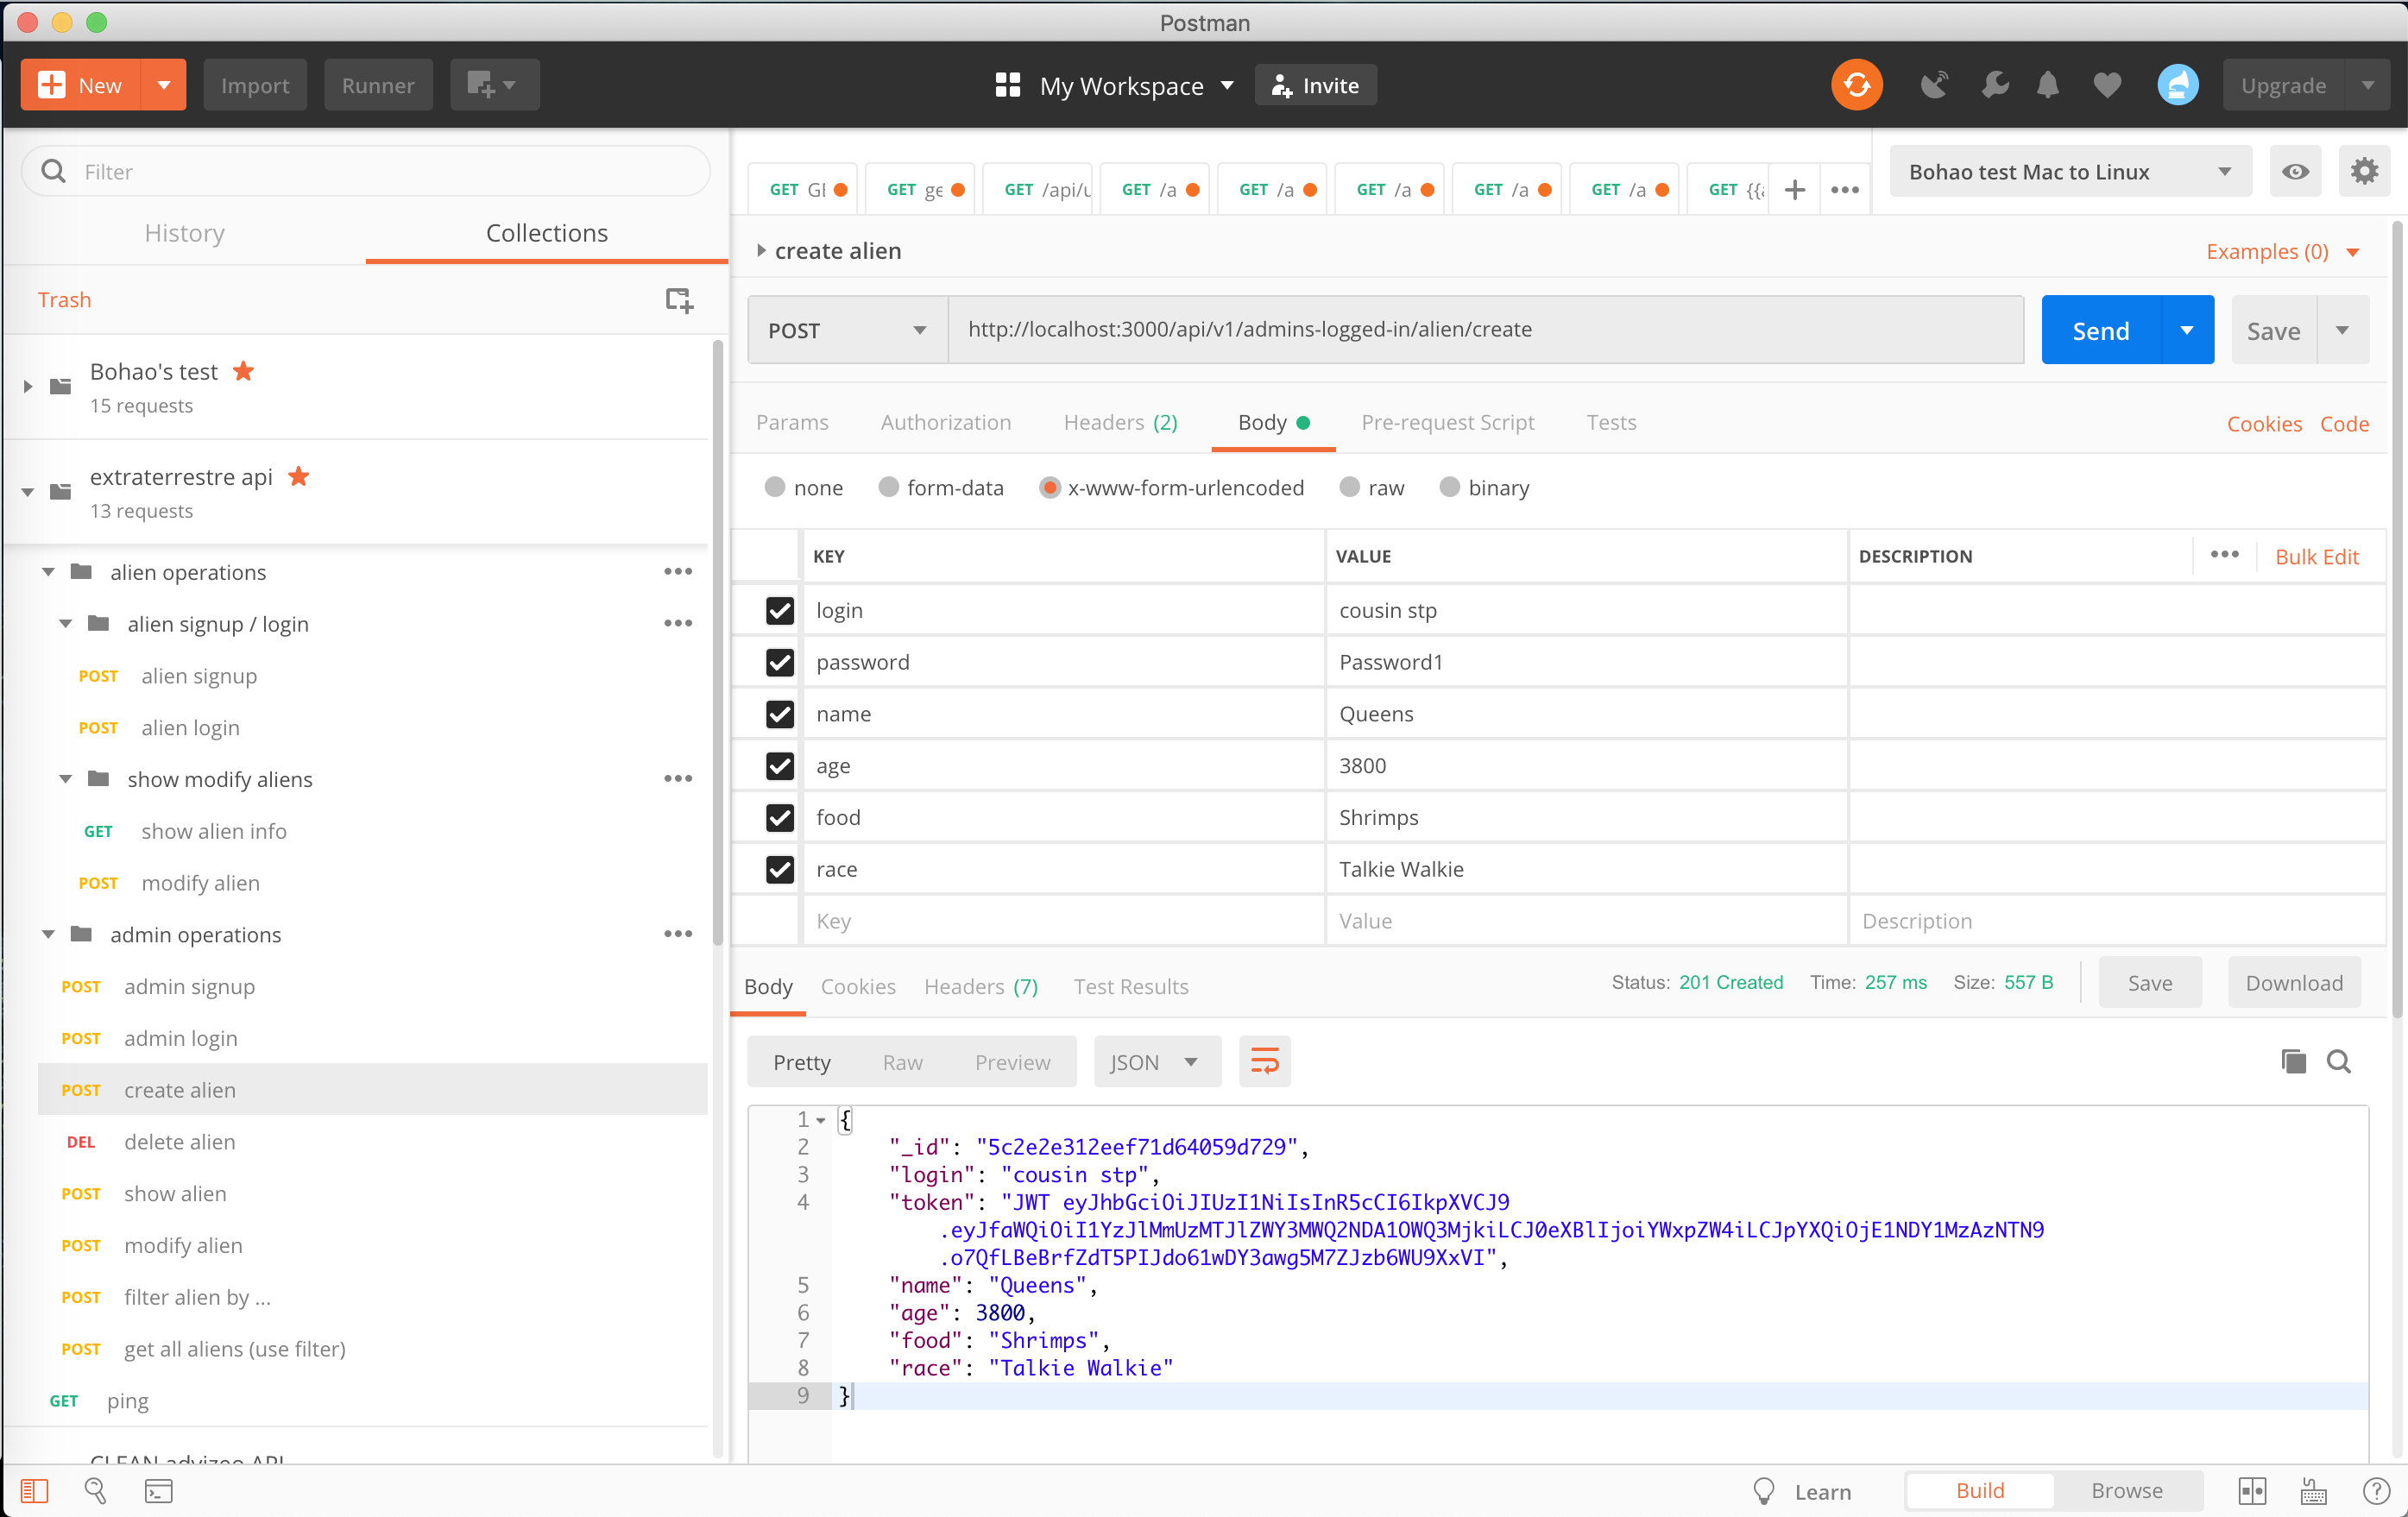 Postman
New
Import
Runner
My Workspace
Invite
Upgrade
Filter
History
Collections
Trash
Bohao's test
15 requests
extraterrestre api
13 requests
alien operations
alien signup / login
POST alien signup
POST alien login
show modify aliens
GET show alien info
POST modify alien
admin operations
POST admin signup
POST admin login
POST create alien
DEL delete alien
POST show alien
POST modify alien
POST filter alien by ...
POST get all aliens (use filter)
GET ping
CLEAN advizeo API
GET GI
GET ge
GET /api/u
GET /a
GET /a
GET /a
GET /a
GET /a
GET {{a
Bohao test Mac to Linux
create alien
Examples (0)
POST
http://localhost:3000/api/v1/admins-logged-in/alien/create
Send
Save
Params Authorization Headers (2) Body Pre-request Script Tests
Cookies Code
none form-data x-www-form-urlencoded raw binary
KEY VALUE DESCRIPTION Bulk Edit
login cousin stp
password Password1
name Queens
age 3800
food Shrimps
race Talkie Walkie
Key Value Description
Body Cookies Headers (7) Test Results
Status: 201 Created Time: 257 ms Size: 557 B
Save Download
Pretty Raw Preview JSON
1 {
2 "_id": "5c2e2e312eef71d64059d729",
3 "login": "cousin stp",
4 "token": "JWT eyJhbGciOiJIUzI1NiIsInR5cCI6IkpXVCJ9
.eyJfaWQiOiI1YzJlMmUzMTJlZWY3MWQ2NDA1OWQ3MjkiLCJ0eXBlIjoiYWxpZW4iLCJpYXQiOjE1NDY1MzAzNTN9
.o7QfLBeBrfZdT5PIJdo61wDY3awg5M7ZJzb6WU9XxVI",
5 "name": "Queens",
6 "age": 3800,
7 "food": "Shrimps",
8 "race": "Talkie Walkie"
9 }
Learn
Build
Browse